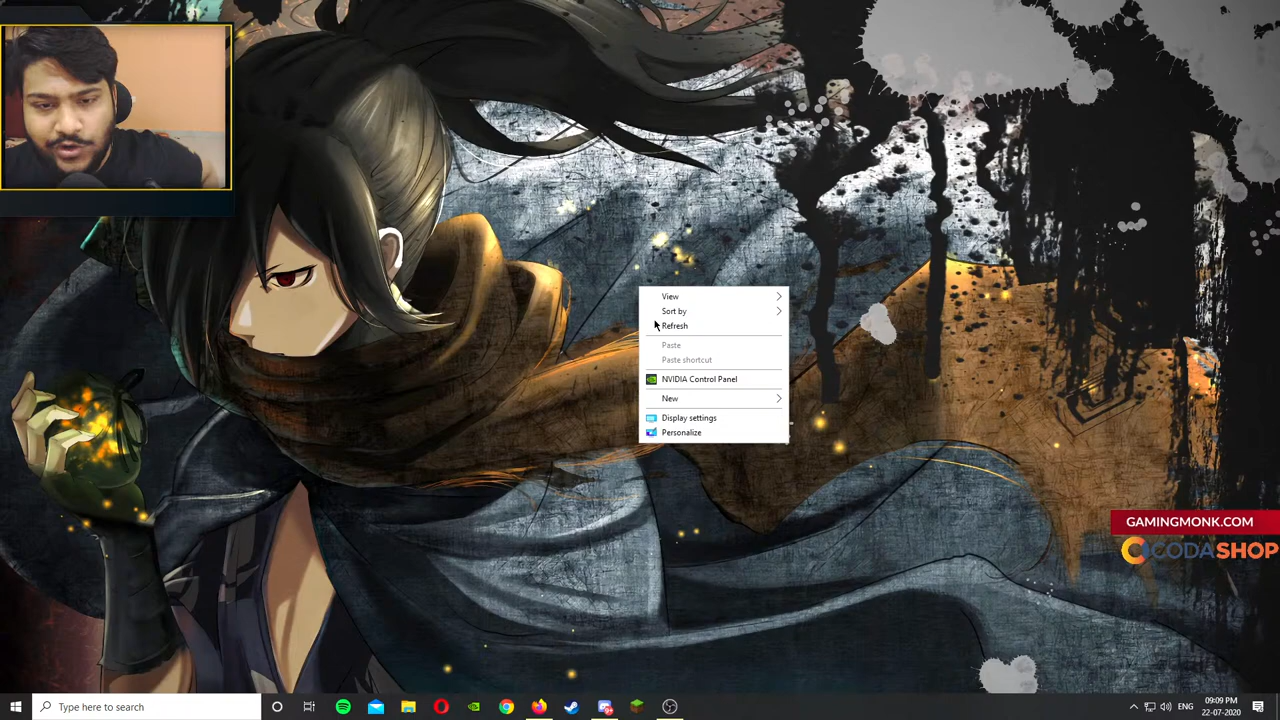 View
Sort by
Refresh
Paste
Paste shortcut
NVIDIA Control Panel
New
Display settings
Personalize
GAMINGMONK.COM
CODASHOP
Type here to search
09:09 PM
22-07-2020